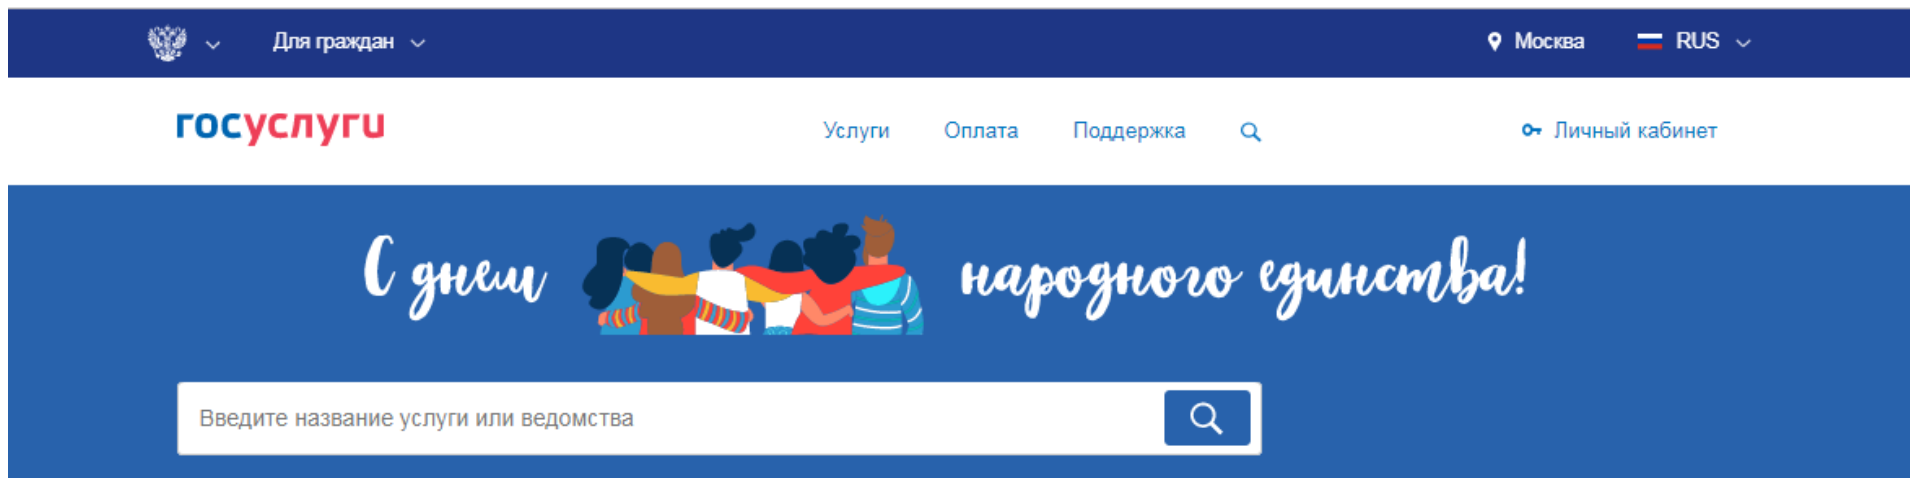 Для граждан Москва RUS
госуслуги Услуги Оплата Поддержка Личный кабинет
С днем народного единства!
Введите название услуги или ведомства